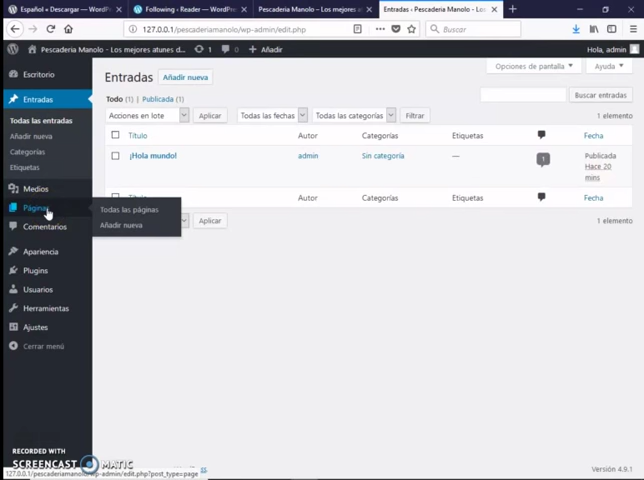 Español « WordPress — WordP
Following ‹ Reader — WordPre
Pescaderia Manolo – Los mejores at
Entradas ‹ Pescaderia Manolo - Lo
127.0.0.1/pescaderiamanolo/wp-admin/edit.php
Buscar
Pescaderia Manolo - Los mejores atunes d...
1
0
Añadir
Hola, admin
Escritorio
Entradas
Todas las entradas
Añadir nueva
Categorías
Etiquetas
Medios
Páginas
Todas las páginas
Añadir nueva
Comentarios
Apariencia
Plugins
Usuarios
Herramientas
Ajustes
Cerrar menú
Opciones de pantalla
Ayuda
Entradas
Añadir nueva
Todo (1) | Publicada (1)
Buscar entradas
Acciones en lote
Aplicar
Todas las fechas
Todas las categorías
Filtrar
1 elemento
Título
Autor
Categorías
Etiquetas
Fecha
¡Hola mundo!
admin
Sin categoría
—
1
Publicada
Hace 20
mins
Título
Autor
Categorías
Etiquetas
Fecha
Aplicar
1 elemento
RECORDED WITH
SCREENCAST MATIC
127.0.0.1/pescaderiamanolo/wp-admin/edit.php?post_type=page
Versión 4.9.1